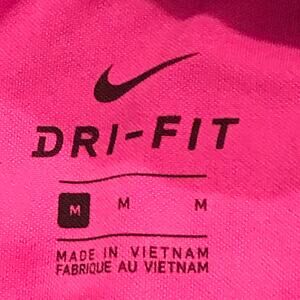 DRI-FIT
M M M
MADE IN VIETNAM
FABRIQUE AU VIETNAM